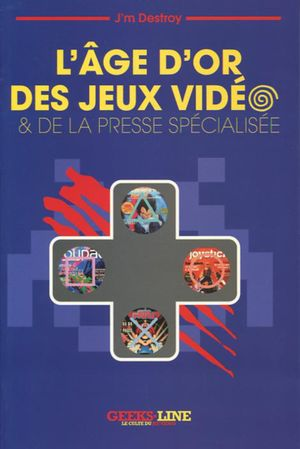 J'm Destroy
L'ÂGE D'OR
DES JEUX VIDÉO
& DE LA PRESSE SPÉCIALISÉE
joystick
GEEKS-LINE
LE CULTE DU